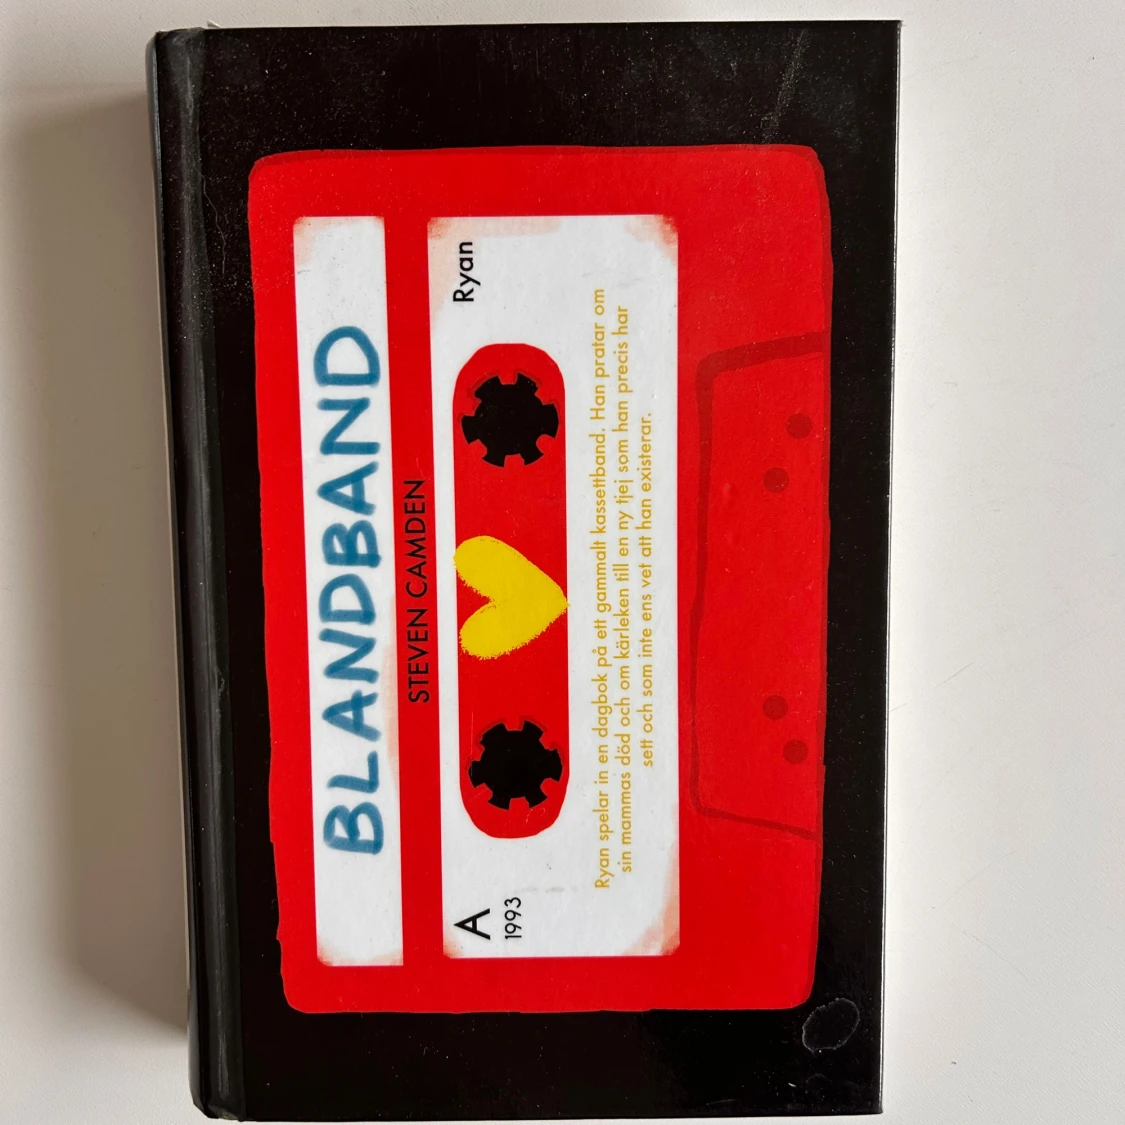 BLANDBAND
STEVEN CAMDEN
A
1993
Ryan
Ryan spelar in en dagbok på ett gammalt kassettband. Han pratar om
sin mammas död och om kärleken till en ny tjej som han precis har
sett och som inte ens vet att han existerar.